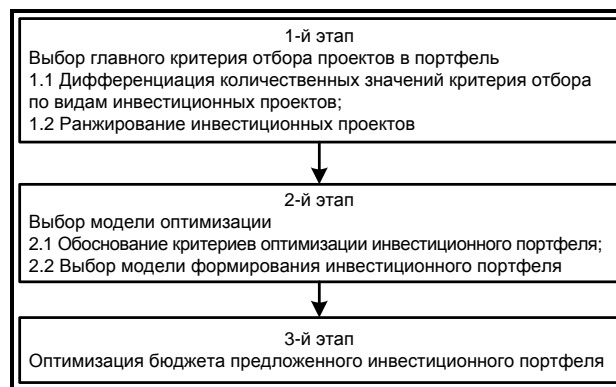 1-й этап
Выбор главного критерия отбора проектов в портфель
1.1 Дифференциация количественных значений критерия отбора
по видам инвестиционных проектов;
1.2 Ранжирование инвестиционных проектов
2-й этап
Выбор модели оптимизации
2.1 Обоснование критериев оптимизации инвестиционного портфеля;
2.2 Выбор модели формирования инвестиционного портфеля
3-й этап
Оптимизация бюджета предложенного инвестиционного портфеля